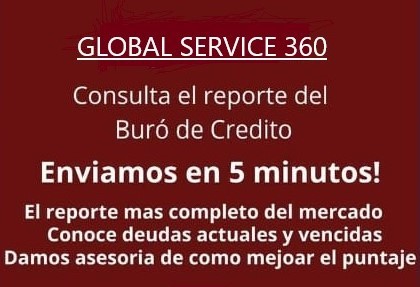 GLOBAL SERVICE 360
Consulta el reporte del
Buró de Credito
Enviamos en 5 minutos!
El reporte mas completo del mercado
Conoce deudas actuales y vencidas
Damos asesoria de como mejoar el puntaje